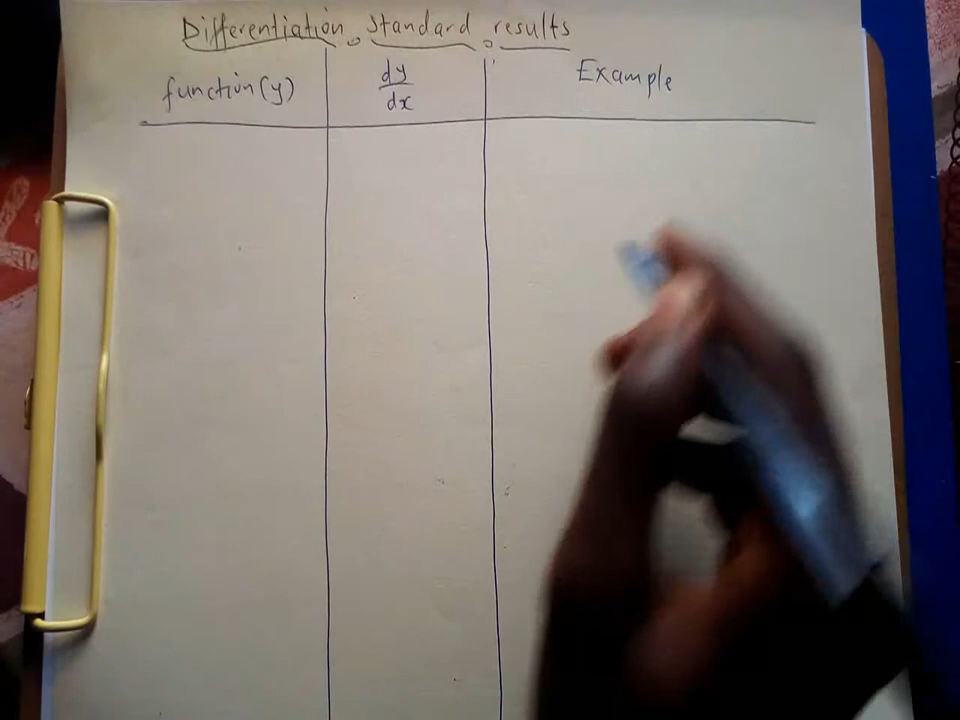 Differentiation standard results
function(y) dy/dx Example